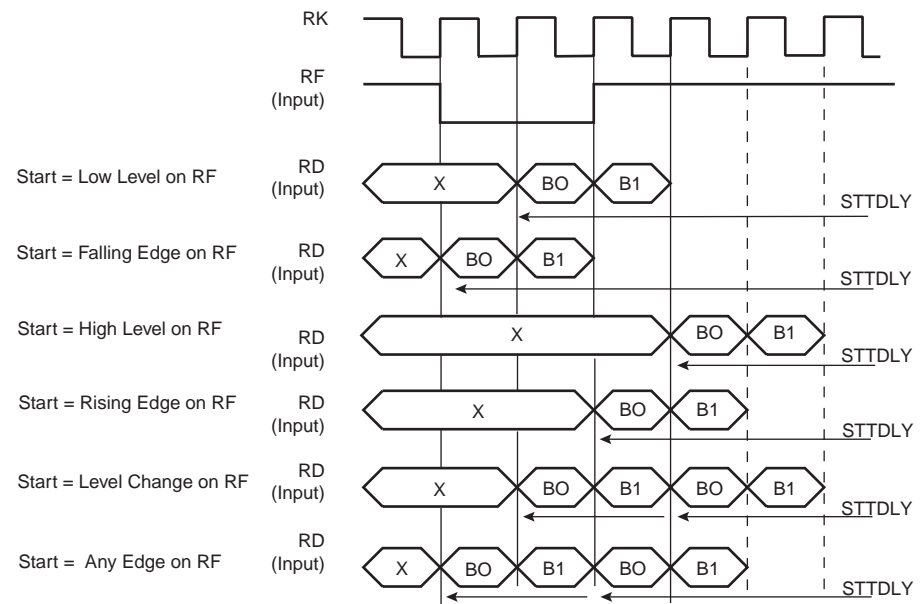 RK
RF
(Input)
Start = Low Level on RF
RD
(Input)
X
BO
B1
STTDLY
Start = Falling Edge on RF
RD
(Input)
X
BO
B1
STTDLY
Start = High Level on RF
RD
(Input)
X
BO
B1
STTDLY
Start = Rising Edge on RF
RD
(Input)
X
BO
B1
STTDLY
Start = Level Change on RF
RD
(Input)
X
BO
B1
BO
B1
STTDLY
Start = Any Edge on RF
RD
(Input)
X
BO
B1
BO
B1
STTDLY